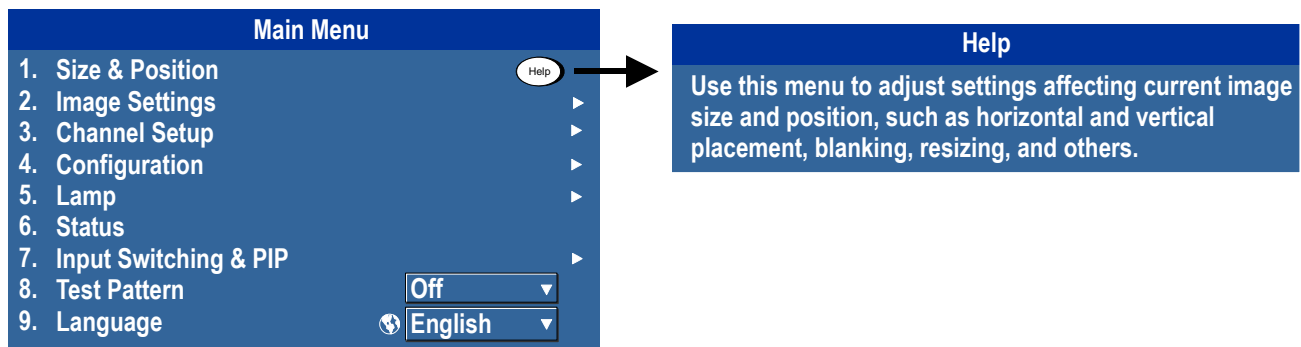 Main Menu
1. Size & Position
Help
2. Image Settings
3. Channel Setup
4. Configuration
5. Lamp
6. Status
7. Input Switching & PIP
8. Test Pattern Off
9. Language English
Help
Use this menu to adjust settings affecting current image
size and position, such as horizontal and vertical
placement, blanking, resizing, and others.